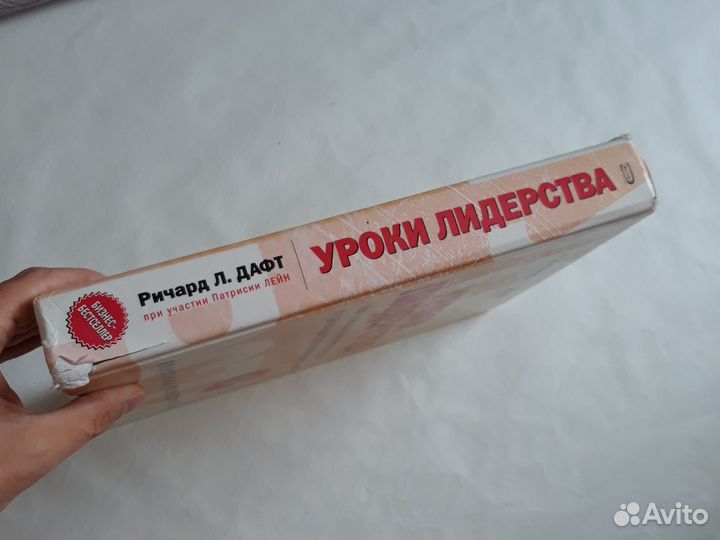 БИЗНЕС-
БЕСТСЕЛЛЕР
Ричард Л. ДАФТ
при участии Патрисии ЛЕЙН
УРОКИ ЛИДЕРСТВА
Avito